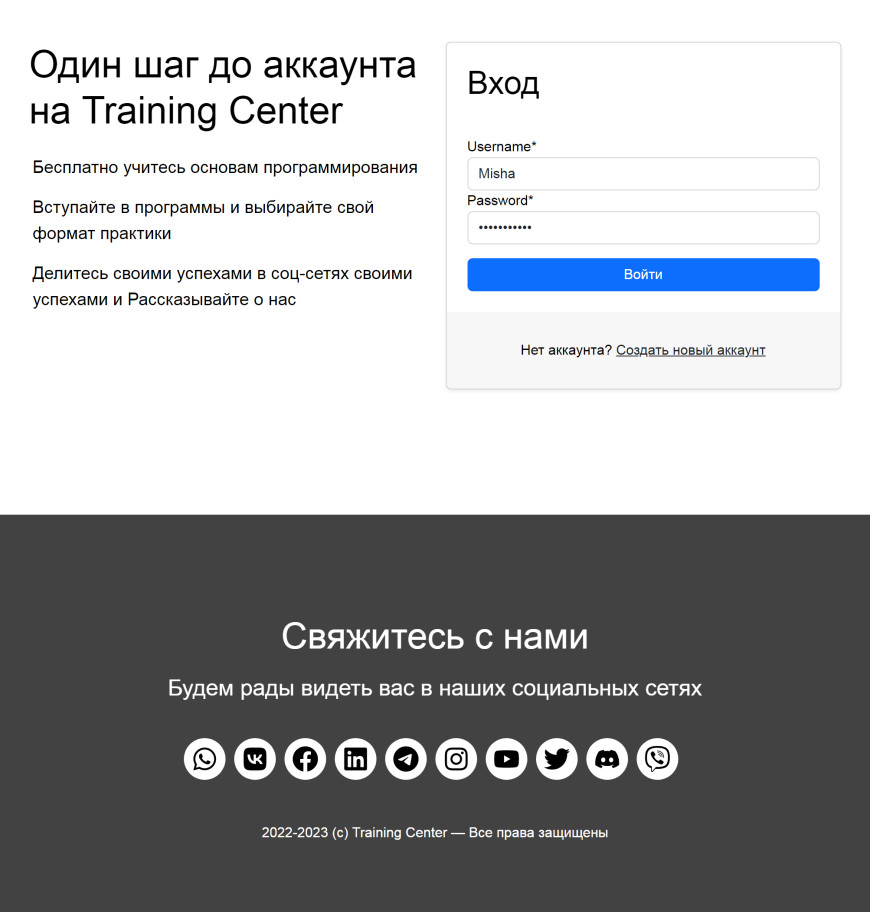 Один шаг до аккаунта
на Training Center
Бесплатно учитесь основам программирования
Вступайте в программы и выбирайте свой
формат практики
Делитесь своими успехами в соц-сетях своими
успехами и Рассказывайте о нас
Вход
Username*
Misha
Password*
•••••••••••
Войти
Нет аккаунта? Создать новый аккаунт
Свяжитесь с нами
Будем рады видеть вас в наших социальных сетях
2022-2023 (c) Training Center — Все права защищены